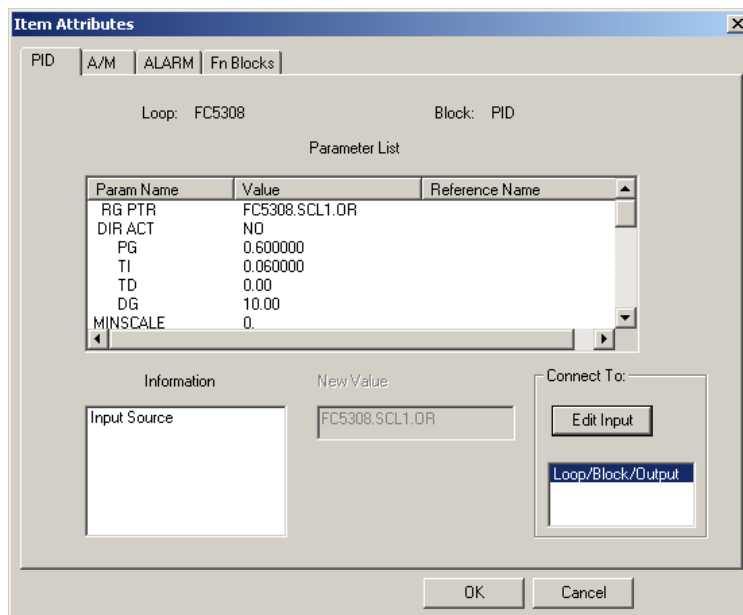 Item Attributes
PID A/M ALARM Fn Blocks
Loop: FC5308 Block: PID
Parameter List
Param Name Value Reference Name
RG PTR FC5308.SCL1.OR
DIR ACT NO
PG 0.600000
TI 0.060000
TD 0.00
DG 10.00
MINSCALE 0.
Information New Value Connect To:
Input Source FC5308.SCL1.OR Edit Input
Loop/Block/Output
OK Cancel